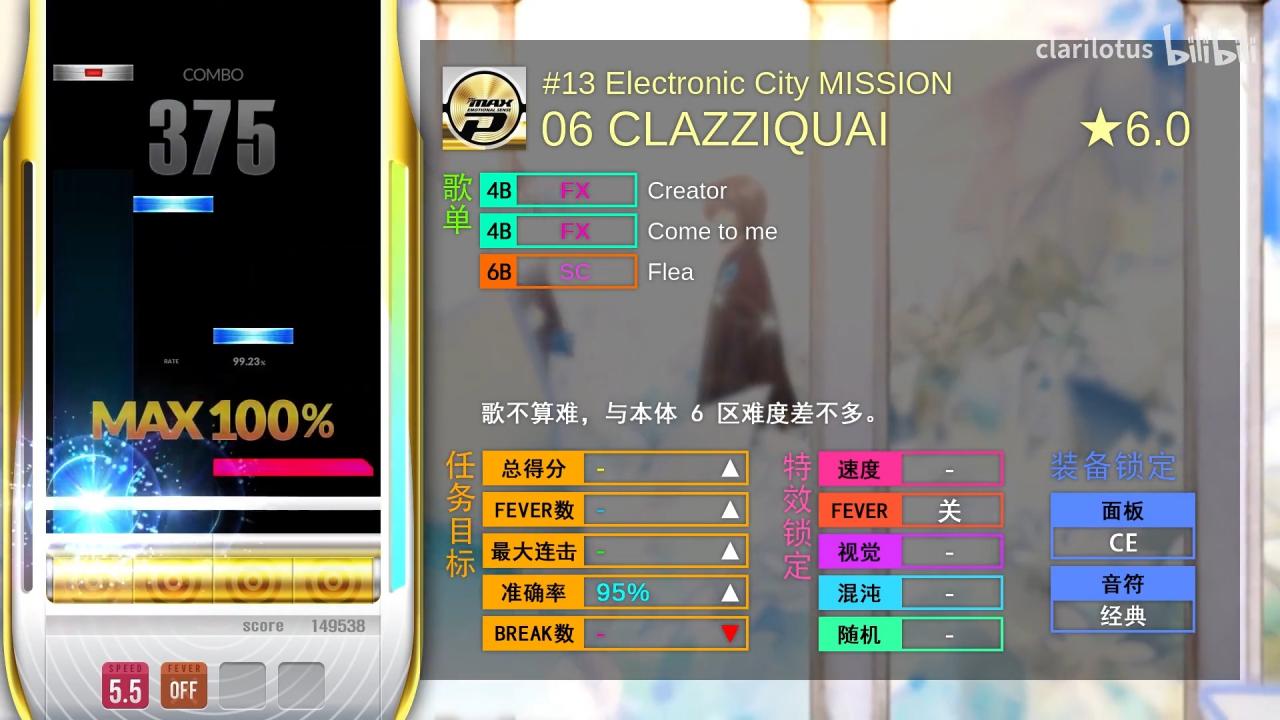 COMBO
375
RATE 99.23%
MAX 100%
score 149538
SPEED
5.5
FEVER
OFF
clarilotus bilibili
MAX
EMOTIONAL SENSE
P
#13 Electronic City MISSION
06 CLAZZIQUAI
★6.0
歌单
4B FX Creator
4B FX Come to me
6B SC Flea
歌不算难，与本体 6 区难度差不多。
任务目标
总得分 - ▲
FEVER数 - ▲
最大连击 - ▲
准确率 95% ▲
BREAK数 - ▼
特效锁定
速度 -
FEVER 关
视觉 -
混沌 -
随机 -
装备锁定
面板
CE
音符
经典